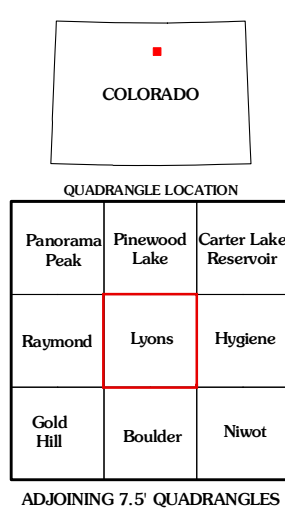 COLORADO
QUADRANGLE LOCATION
Panorama Peak
Pinewood Lake
Carter Lake Reservoir
Raymond
Lyons
Hygiene
Gold Hill
Boulder
Niwot
ADJOINING 7.5' QUADRANGLES